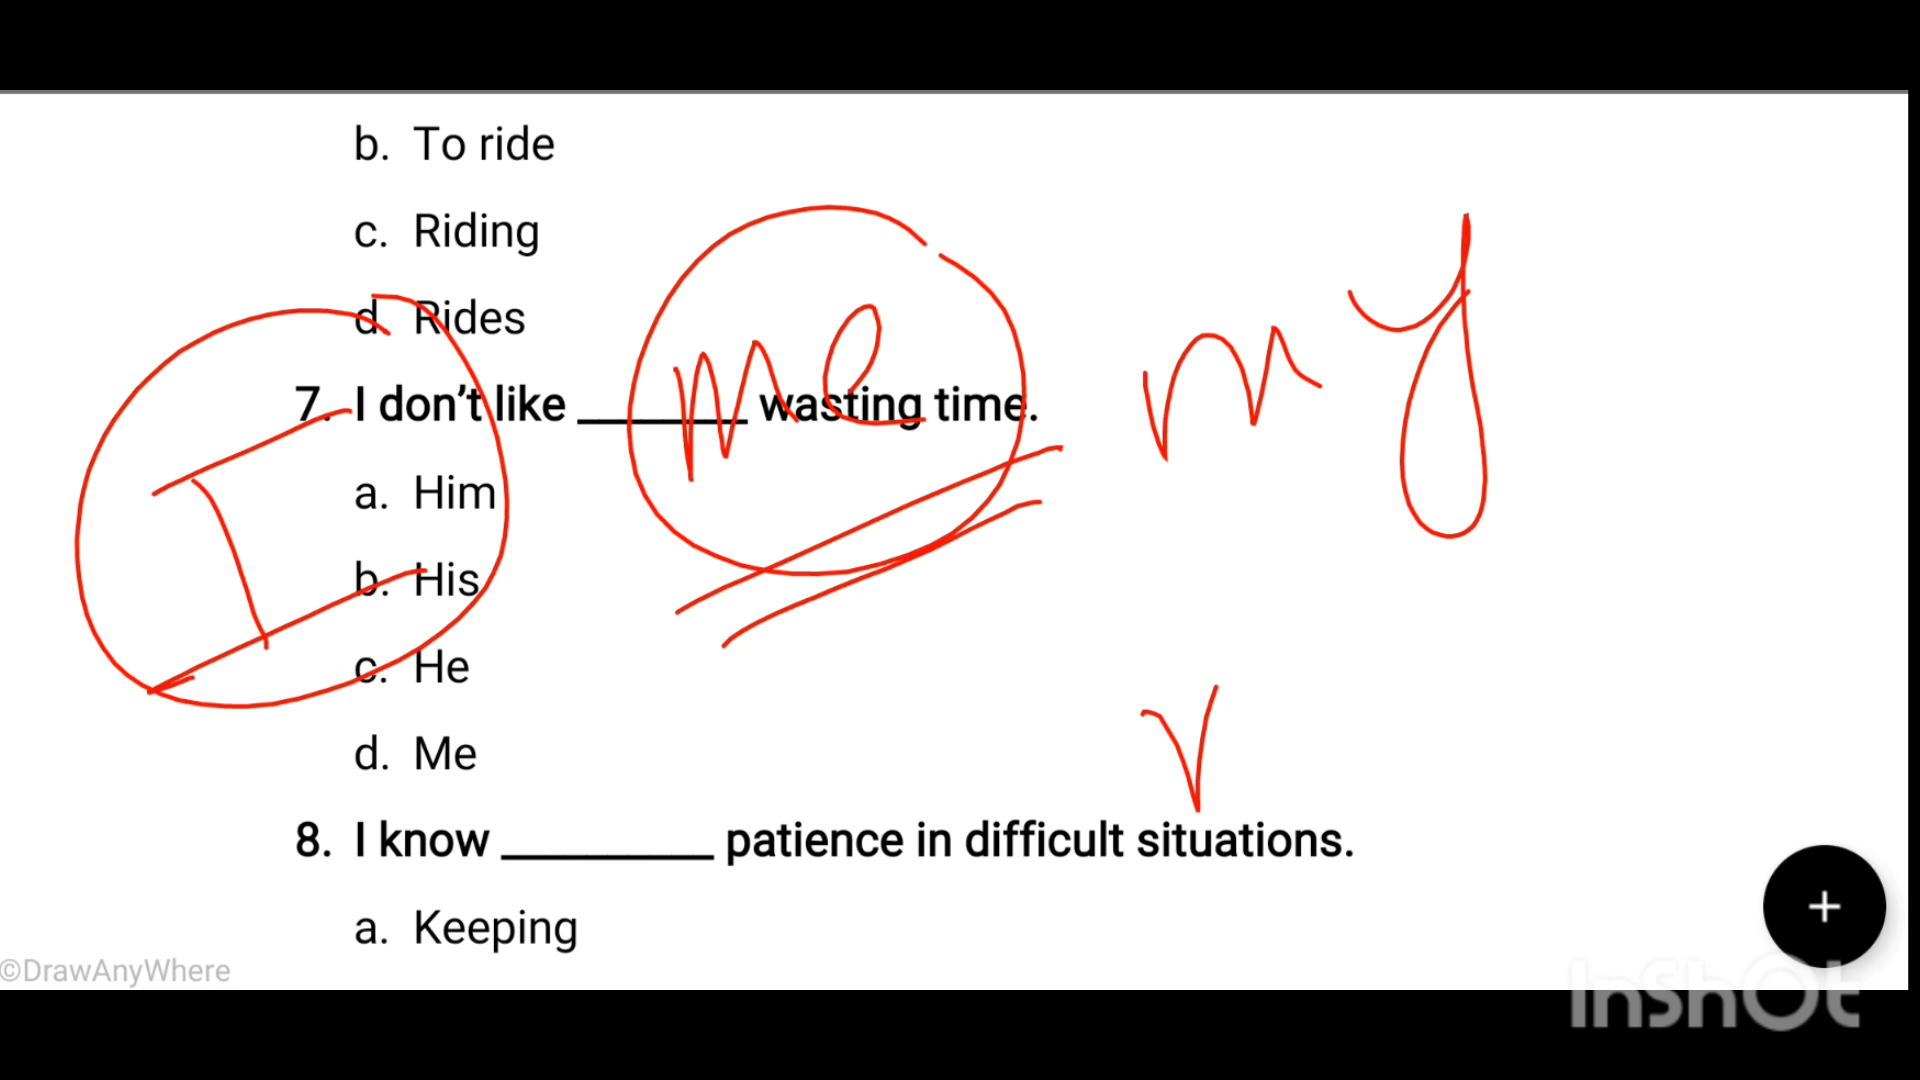 b. To ride
c. Riding
d. Rides
7. I don't like ________ wasting time.
me
my
I
a. Him
b. His
c. He
d. Me
8. I know __________ patience in difficult situations.
a. Keeping
+
©DrawAnyWhere
InShOt